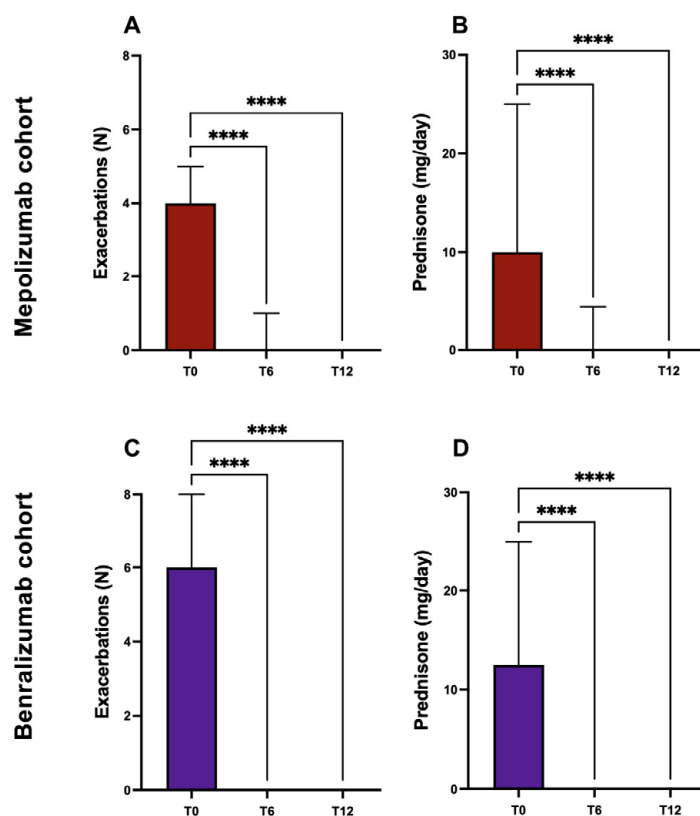 A
B
Mepolizumab cohort
Exacerbations (N)
8
6
4
2
0
****
****
T0
T6
T12
Prednisone (mg/day)
30
20
10
0
****
****
T0
T6
T12
C
D
Benralizumab cohort
Exacerbations (N)
8
6
4
2
0
****
****
T0
T6
T12
Prednisone (mg/day)
30
20
10
0
****
****
T0
T6
T12